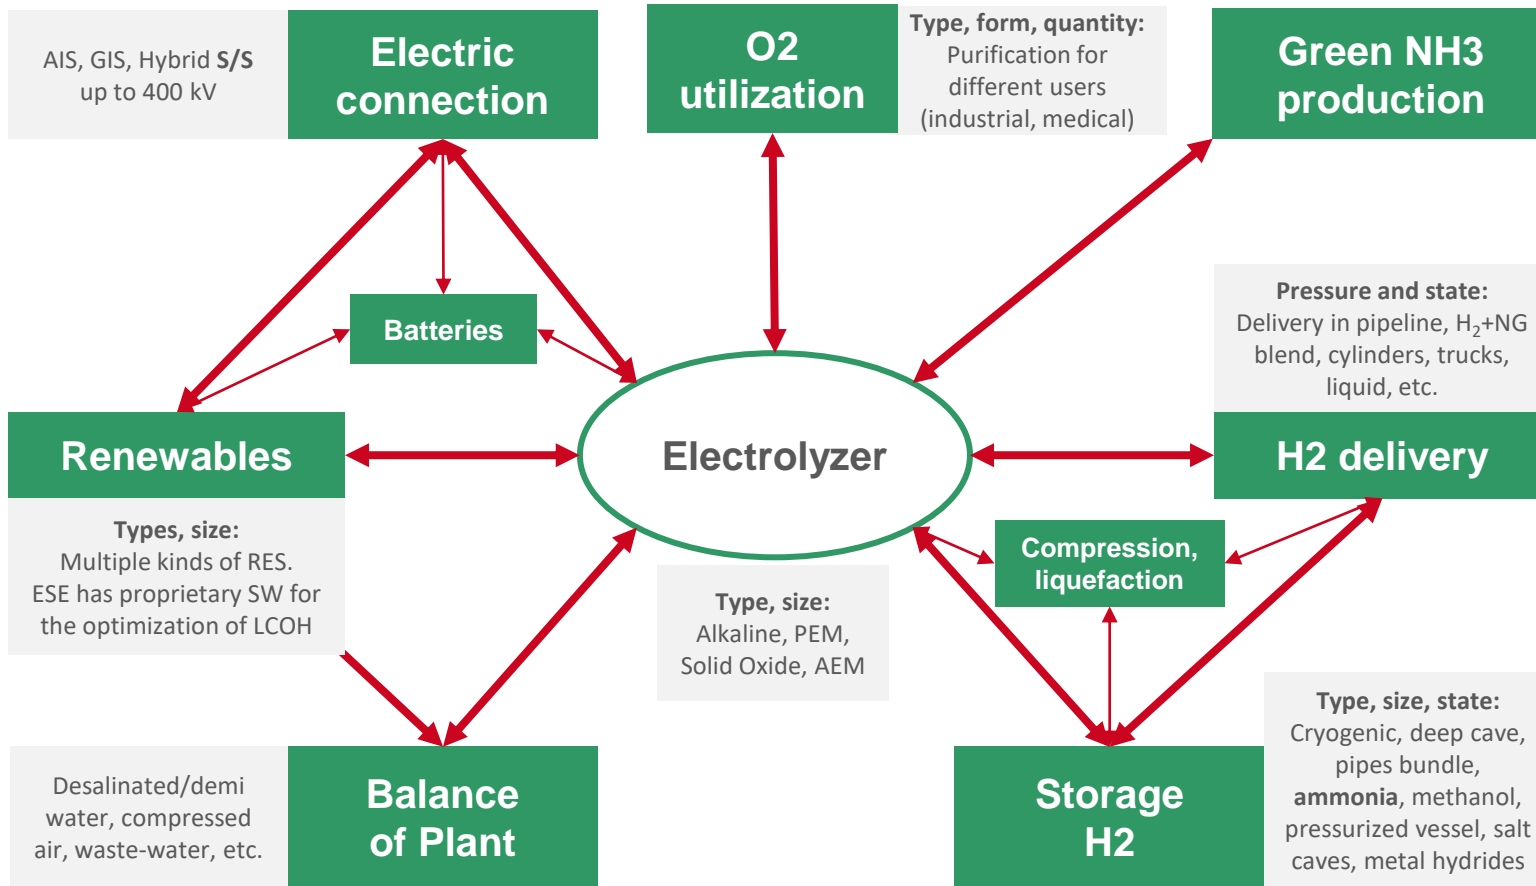 AIS, GIS, Hybrid S/S
up to 400 kV
Electric
connection
O2
utilization
Type, form, quantity:
Purification for
different users
(industrial, medical)
Green NH3
production
Batteries
Pressure and state:
Delivery in pipeline, H₂+NG
blend, cylinders, trucks,
liquid, etc.
Renewables
Electrolyzer
H2 delivery
Types, size:
Multiple kinds of RES.
ESE has proprietary SW for
the optimization of LCOH
Compression,
liquefaction
Type, size:
Alkaline, PEM,
Solid Oxide, AEM
Desalinated/demi
water, compressed
air, waste-water, etc.
Balance
of Plant
Storage
H2
Type, size, state:
Cryogenic, deep cave,
pipes bundle,
ammonia, methanol,
pressurized vessel, salt
caves, metal hydrides